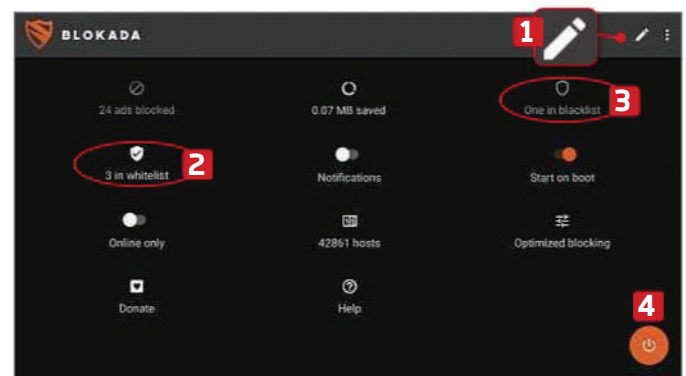 BLOKADA
1
24 ads blocked
0.07 MB saved
One in blacklist
3
3 in whitelist
2
Notifications
Start on boot
Online only
42861 hosts
Optimized blocking
Donate
Help
4